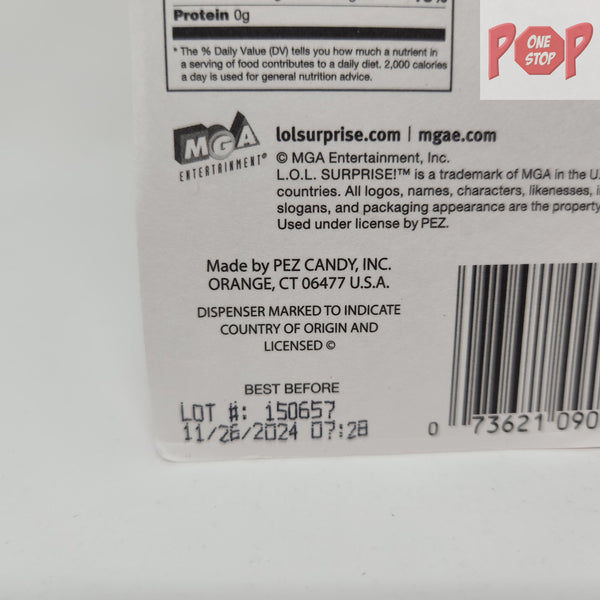 Protein 0g
* The % Daily Value (DV) tells you how much a nutrient in
a serving of food contributes to a daily diet. 2,000 calories
a day is used for general nutrition advice.
POP
ONE
STOP
MGA
ENTERTAINMENT®
lolsurprise.com | mgae.com
© MGA Entertainment, Inc.
L.O.L. SURPRISE!™ is a trademark of MGA in the U.
countries. All logos, names, characters, likenesses,
slogans, and packaging appearance are the property
Used under license by PEZ.
Made by PEZ CANDY, INC.
ORANGE, CT 06477 U.S.A.
DISPENSER MARKED TO INDICATE
COUNTRY OF ORIGIN AND
LICENSED ©
BEST BEFORE
LOT #: 150657
11/26/2024 07:28
0 73621 090